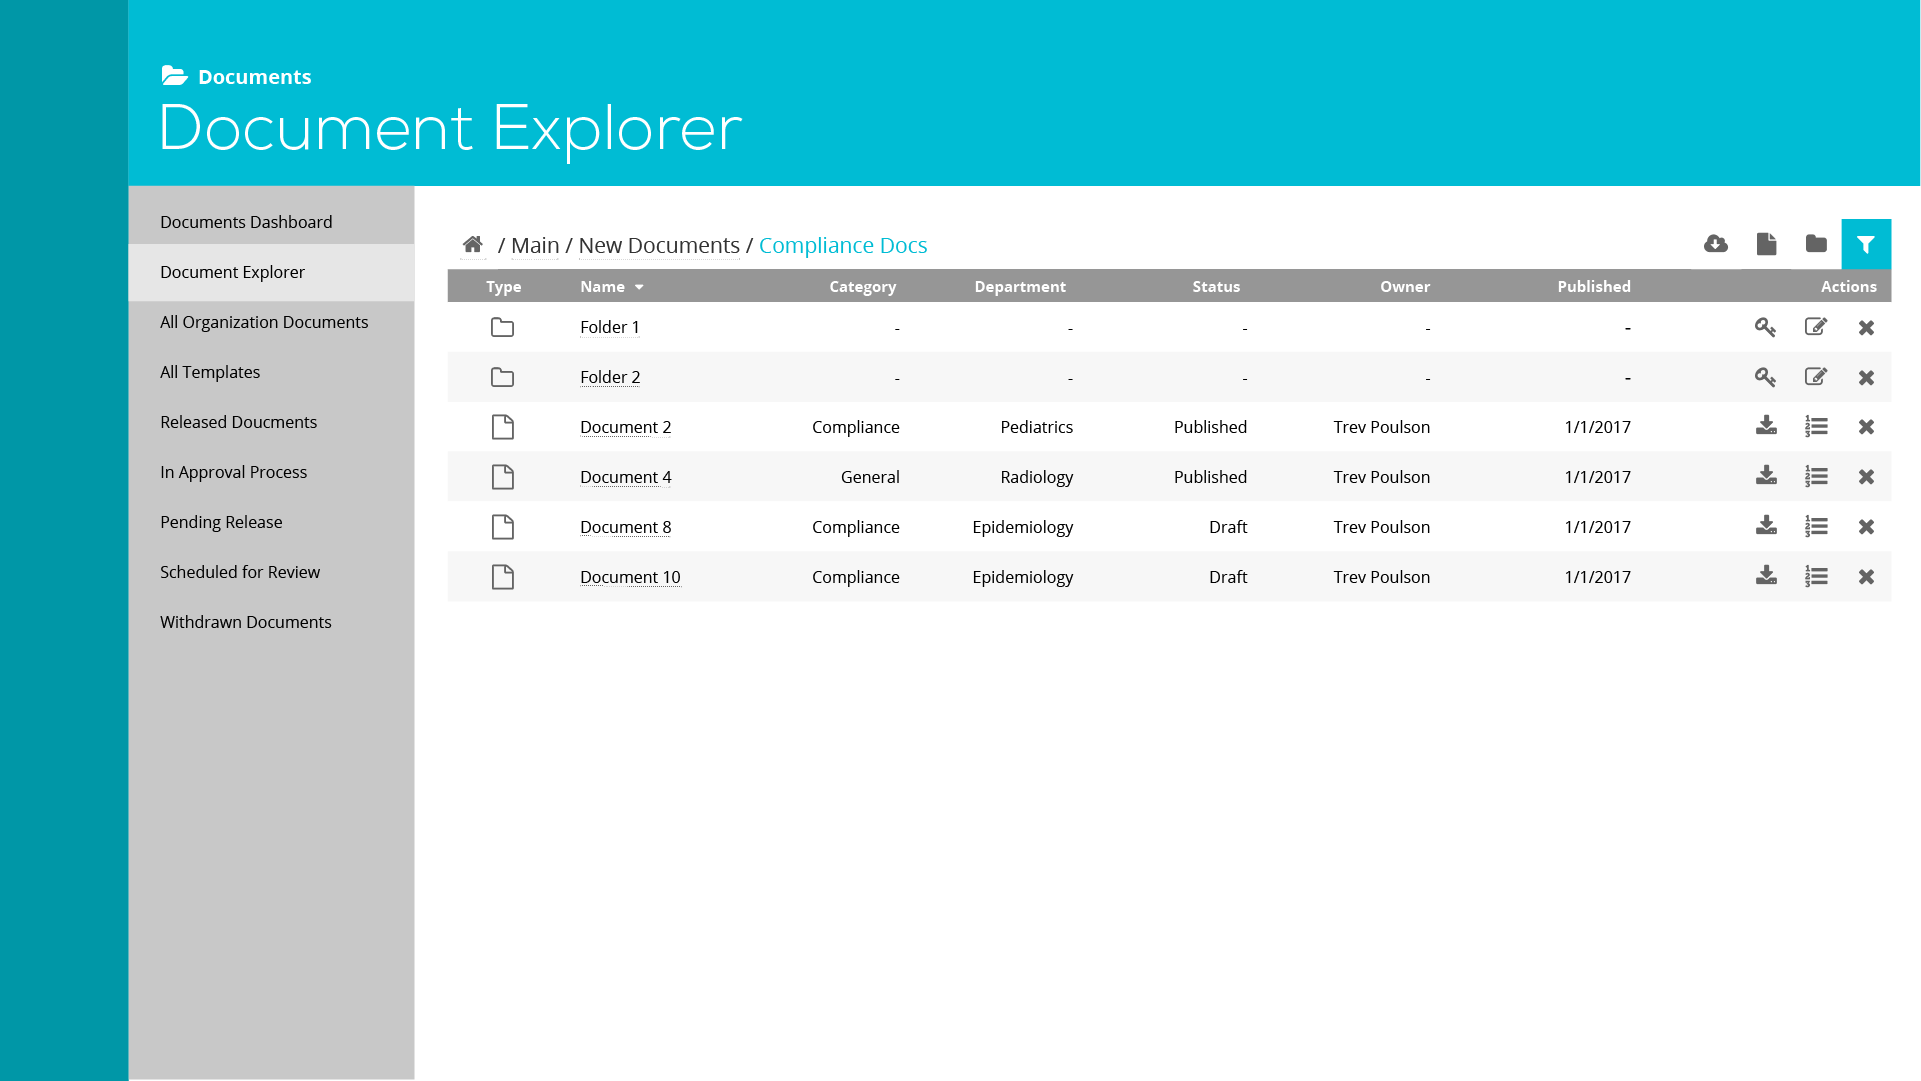 Documents
Document Explorer
Documents Dashboard
Document Explorer
All Organization Documents
All Templates
Released Doucments
In Approval Process
Pending Release
Scheduled for Review
Withdrawn Documents
/ Main / New Documents / Compliance Docs
Type Name Category Department Status Owner Published Actions
Folder 1 - - - - -
Folder 2 - - - - -
Document 2 Compliance Pediatrics Published Trev Poulson 1/1/2017
Document 4 General Radiology Published Trev Poulson 1/1/2017
Document 8 Compliance Epidemiology Draft Trev Poulson 1/1/2017
Document 10 Compliance Epidemiology Draft Trev Poulson 1/1/2017